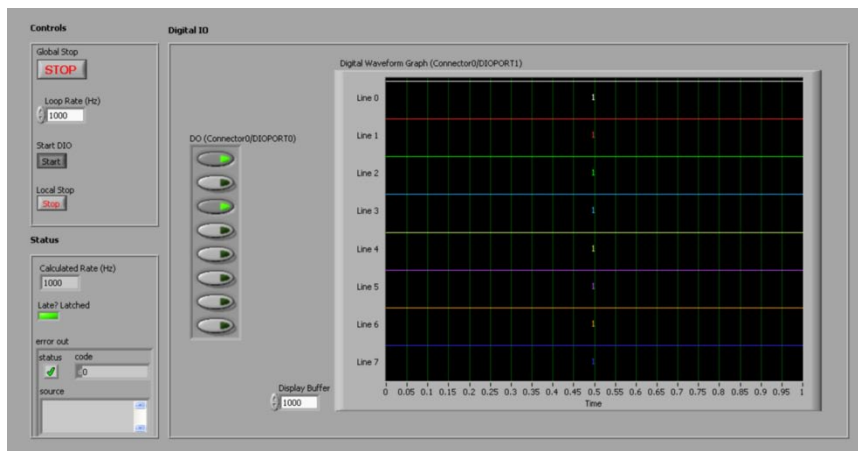 Controls
Global Stop
STOP
Loop Rate (Hz)
1000
Start DIO
Start
Local Stop
Stop
Status
Calculated Rate (Hz)
1000
Late? Latched
error out
status code
0
source
Digital IO
DO (Connector0/DIOPORT0)
Display Buffer
1000
Digital Waveform Graph (Connector0/DIOPORT1)
Line 0 1
Line 1 1
Line 2 1
Line 3 1
Line 4 1
Line 5 1
Line 6 1
Line 7 1
0 0.05 0.1 0.15 0.2 0.25 0.3 0.35 0.4 0.45 0.5 0.55 0.6 0.65 0.7 0.75 0.8 0.85 0.9 0.95 1
Time